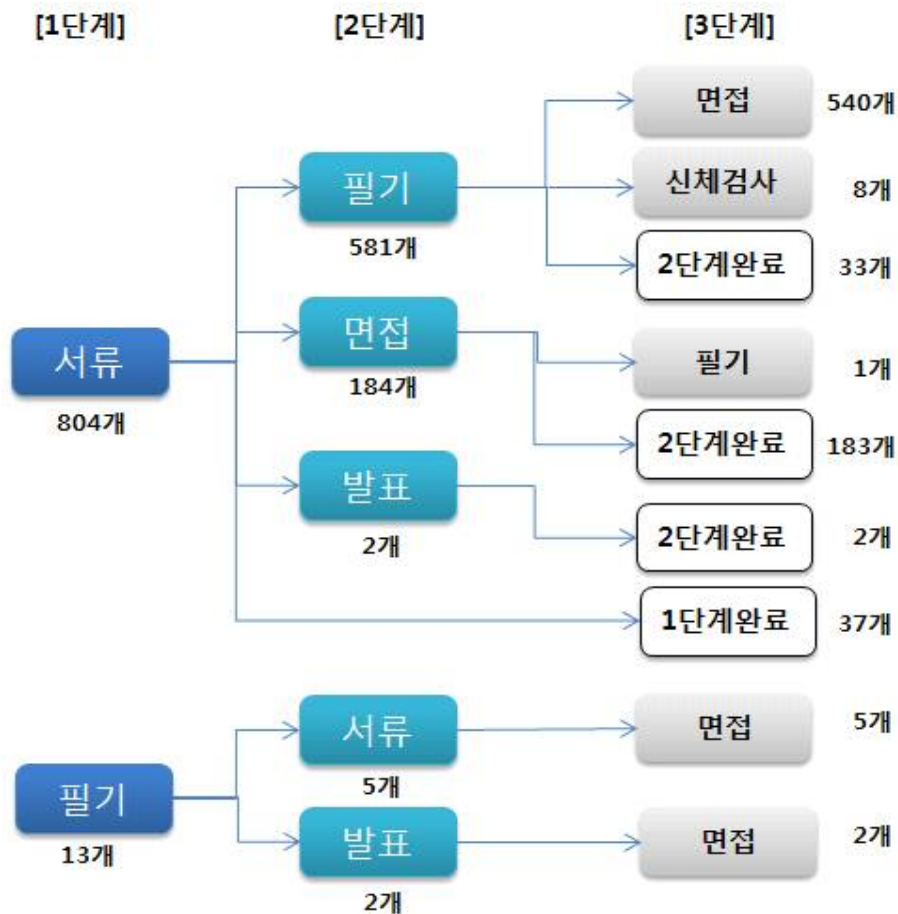 [1단계] [2단계] [3단계]
면접 540개
필기
581개
신체검사 8개
2단계완료 33개
서류
804개
면접
184개
필기 1개
2단계완료 183개
발표
2개
2단계완료 2개
1단계완료 37개
필기
13개
서류
5개
면접 5개
발표
2개
면접 2개